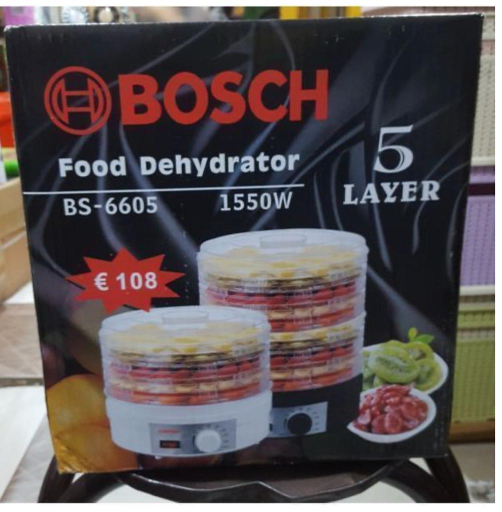 BOSCH
Food Dehydrator
BS-6605 1550W
5
LAYER
€ 108